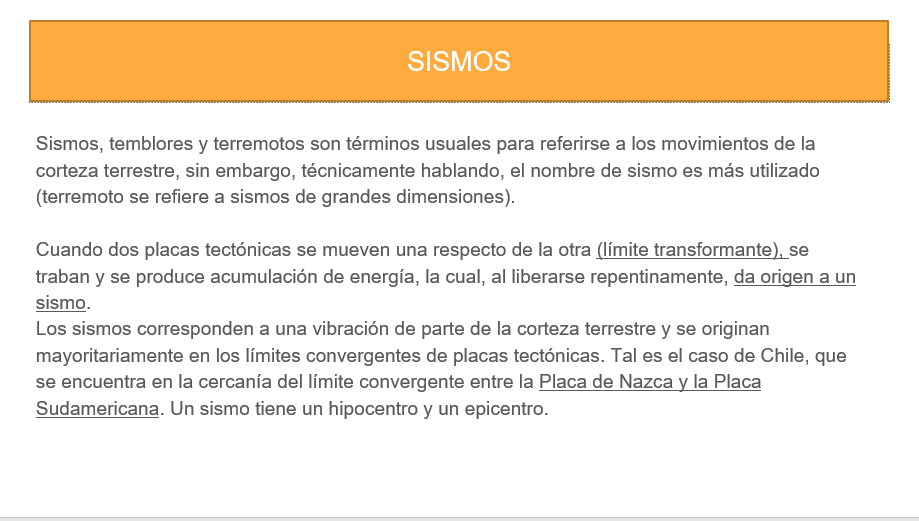 SISMOS
Sismos, temblores y terremotos son términos usuales para referirse a los movimientos de la
corteza terrestre, sin embargo, técnicamente hablando, el nombre de sismo es más utilizado
(terremoto se refiere a sismos de grandes dimensiones).
Cuando dos placas tectónicas se mueven una respecto de la otra (límite transformante), se
traban y se produce acumulación de energía, la cual, al liberarse repentinamente, da origen a un
sismo.
Los sismos corresponden a una vibración de parte de la corteza terrestre y se originan
mayoritariamente en los límites convergentes de placas tectónicas. Tal es el caso de Chile, que
se encuentra en la cercanía del límite convergente entre la Placa de Nazca y la Placa
Sudamericana. Un sismo tiene un hipocentro y un epicentro.